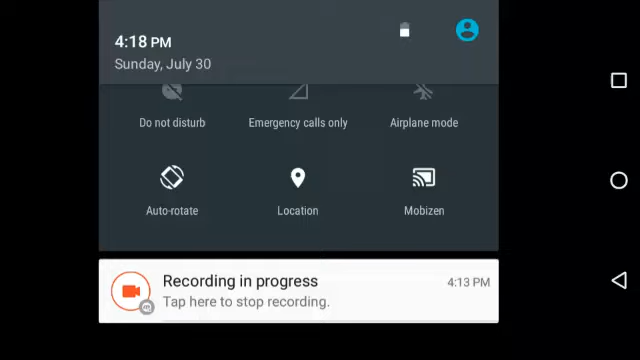 4:18 PM
Sunday, July 30
Do not disturb
Emergency calls only
Airplane mode
Auto-rotate
Location
Mobizen
Recording in progress
4:13 PM
Tap here to stop recording.